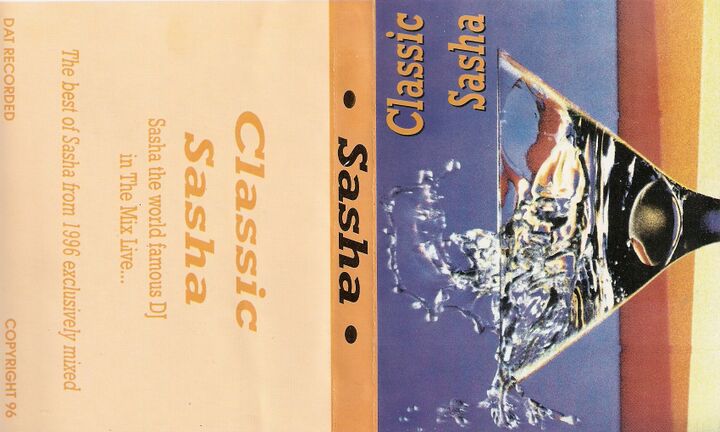 Classic
Sasha
• Sasha •
Classic
Sasha
Sasha the world famous DJ
in The Mix Live...
The best of Sasha from 1996 exclusively mixed
DAT RECORDED
COPYRIGHT 96